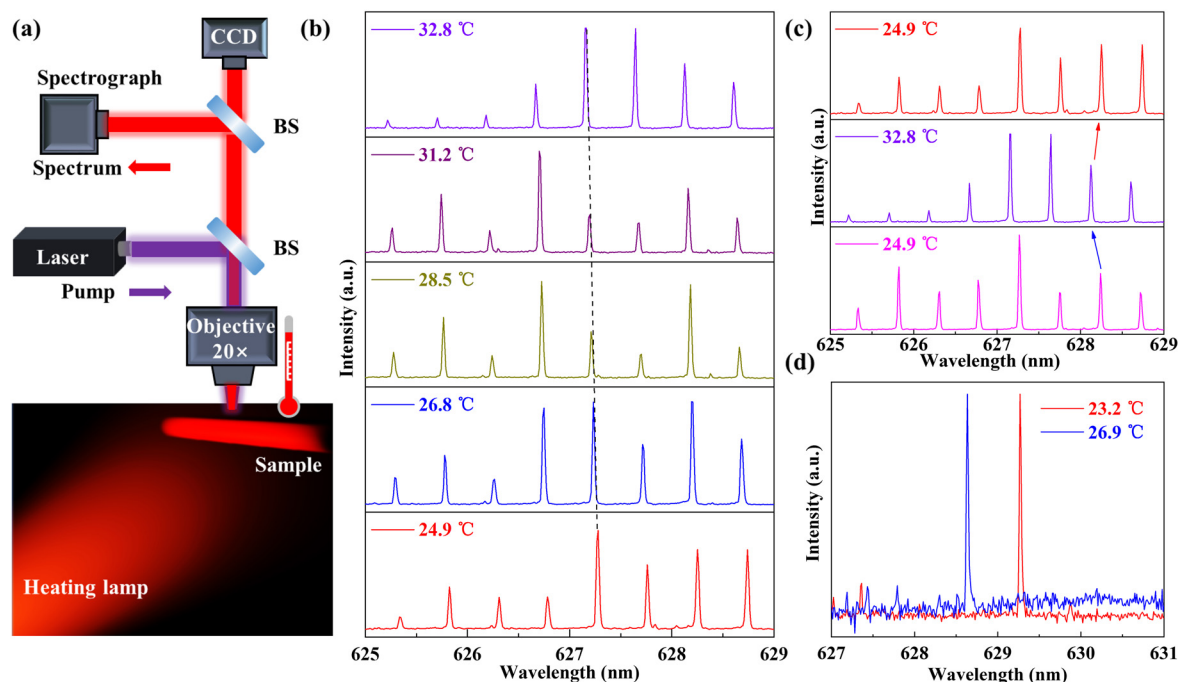 (a)
CCD
Spectrograph
BS
Spectrum
BS
Laser
Pump
Objective
20×
Sample
Heating lamp
(b)
32.8 ℃
31.2 ℃
28.5 ℃
26.8 ℃
24.9 ℃
Intensity (a.u.)
625 626 627 628 629
Wavelength (nm)
(c)
24.9 ℃
32.8 ℃
24.9 ℃
Intensity (a.u.)
625 626 627 628 629
Wavelength (nm)
(d)
23.2 ℃
26.9 ℃
Intensity (a.u.)
627 628 629 630 631
Wavelength (nm)